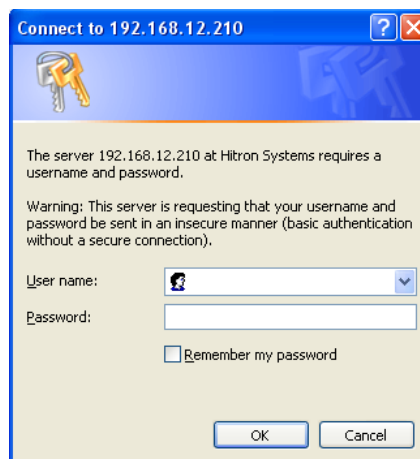 Connect to 192.168.12.210
The server 192.168.12.210 at Hitron Systems requires a
username and password.
Warning: This server is requesting that your username and
password be sent in an insecure manner (basic authentication
without a secure connection).
User name:
Password:
Remember my password
OK Cancel